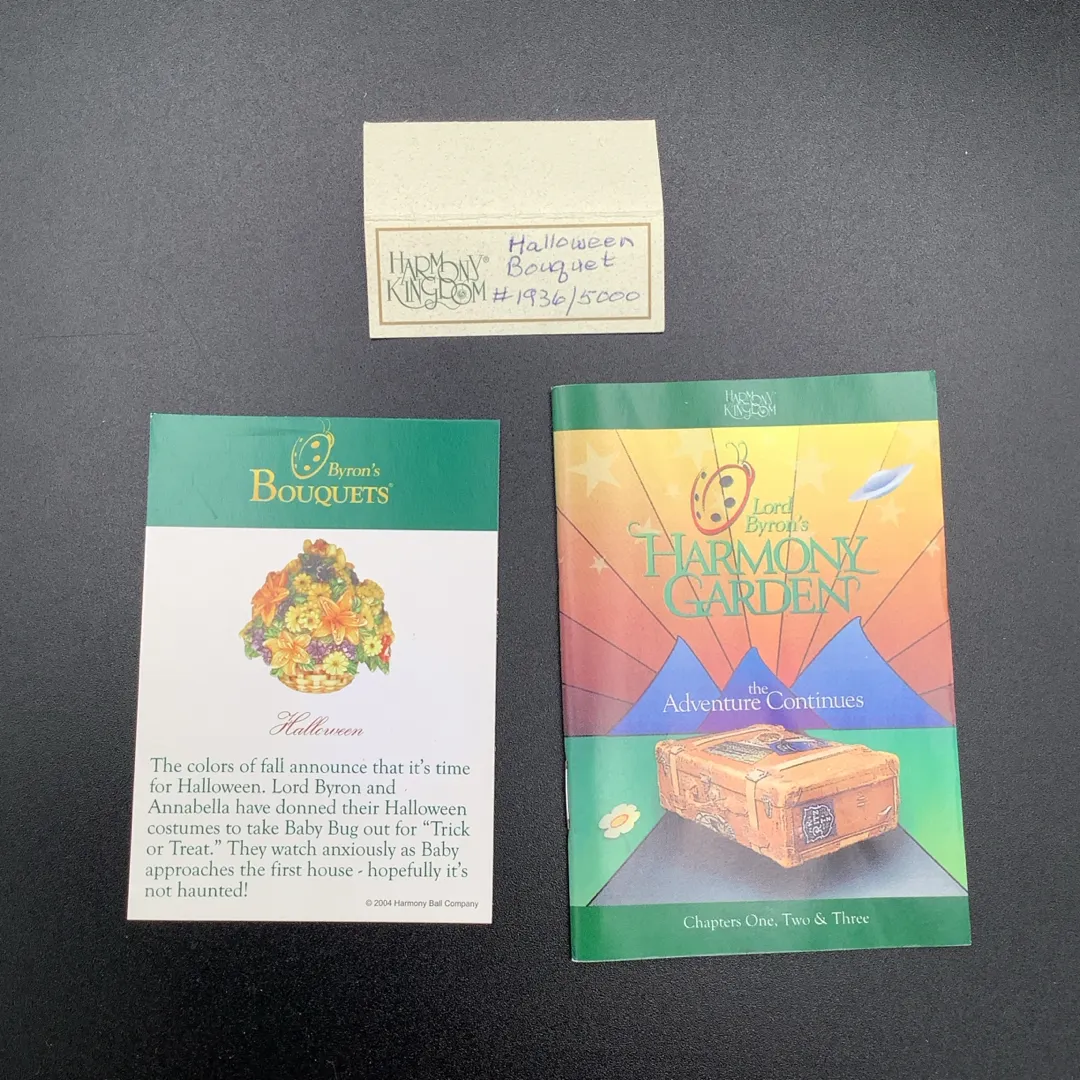 HARMONY
KINGDOM
Halloween
Bouquet
#1936/5000
Byron's
BOUQUETS
Halloween
The colors of fall announce that it's time
for Halloween. Lord Byron and
Annabella have donned their Halloween
costumes to take Baby Bug out for “Trick
or Treat.” They watch anxiously as Baby
approaches the first house - hopefully it's
not haunted!
© 2004 Harmony Ball Company
HARMONY
KINGDOM
Lord
Byron's
HARMONY
GARDEN
the
Adventure Continues
Chapters One, Two & Three